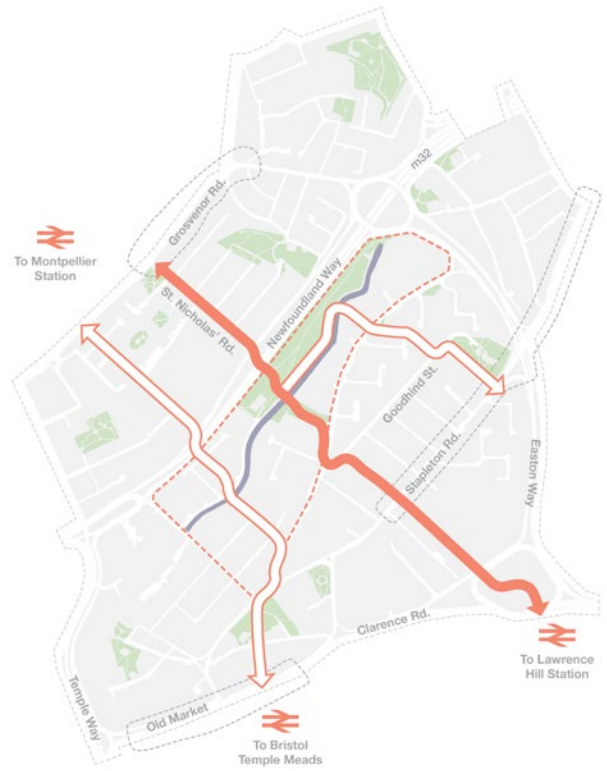 m32
Grosvenor Rd.
To Montpellier
Station
Newfoundland Way
St. Nicholas' Rd.
Goodhind St.
Stapleton Rd.
Easton Way
Clarence Rd.
To Lawrence
Hill Station
Temple Way
Old Market
To Bristol
Temple Meads